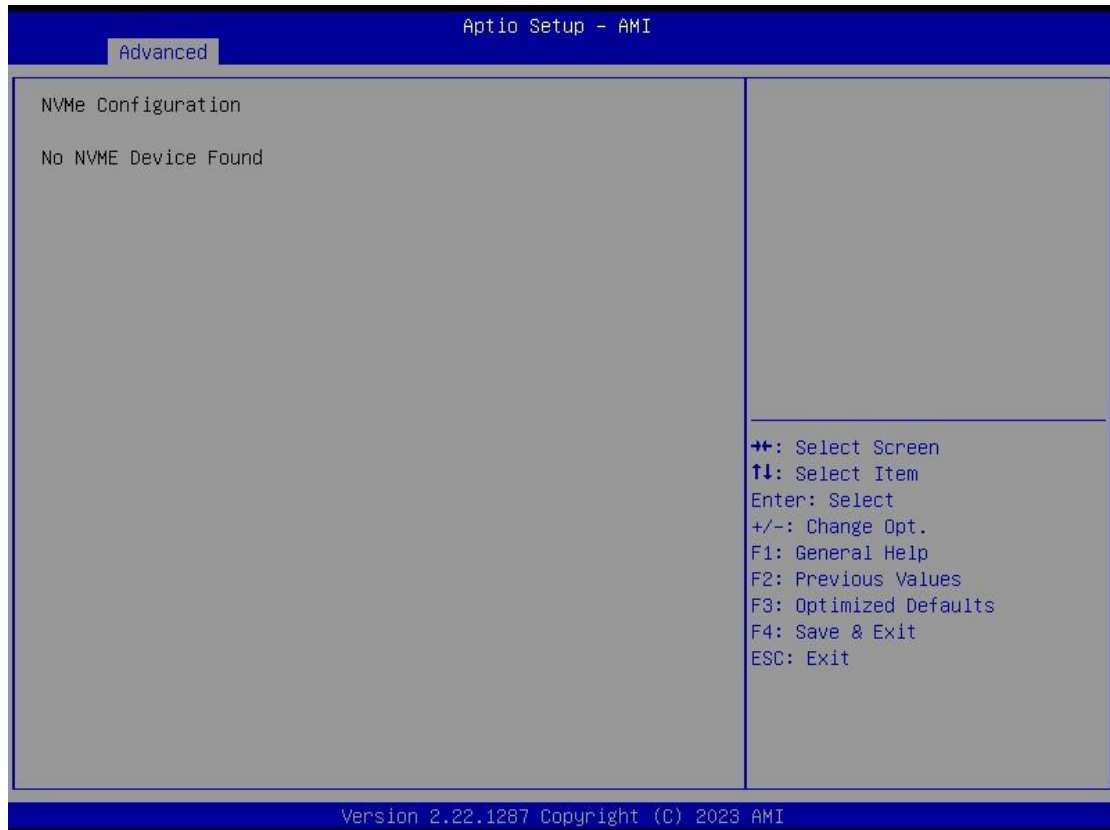 Aptio Setup – AMI
Advanced
NVMe Configuration
No NVME Device Found
→←: Select Screen
↑↓: Select Item
Enter: Select
+/-: Change Opt.
F1: General Help
F2: Previous Values
F3: Optimized Defaults
F4: Save & Exit
ESC: Exit
Version 2.22.1287 Copyright (C) 2023 AMI